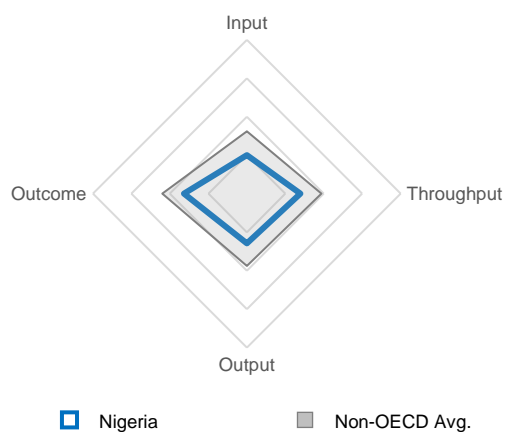 Input
Outcome
Throughput
Output
Nigeria
Non-OECD Avg.